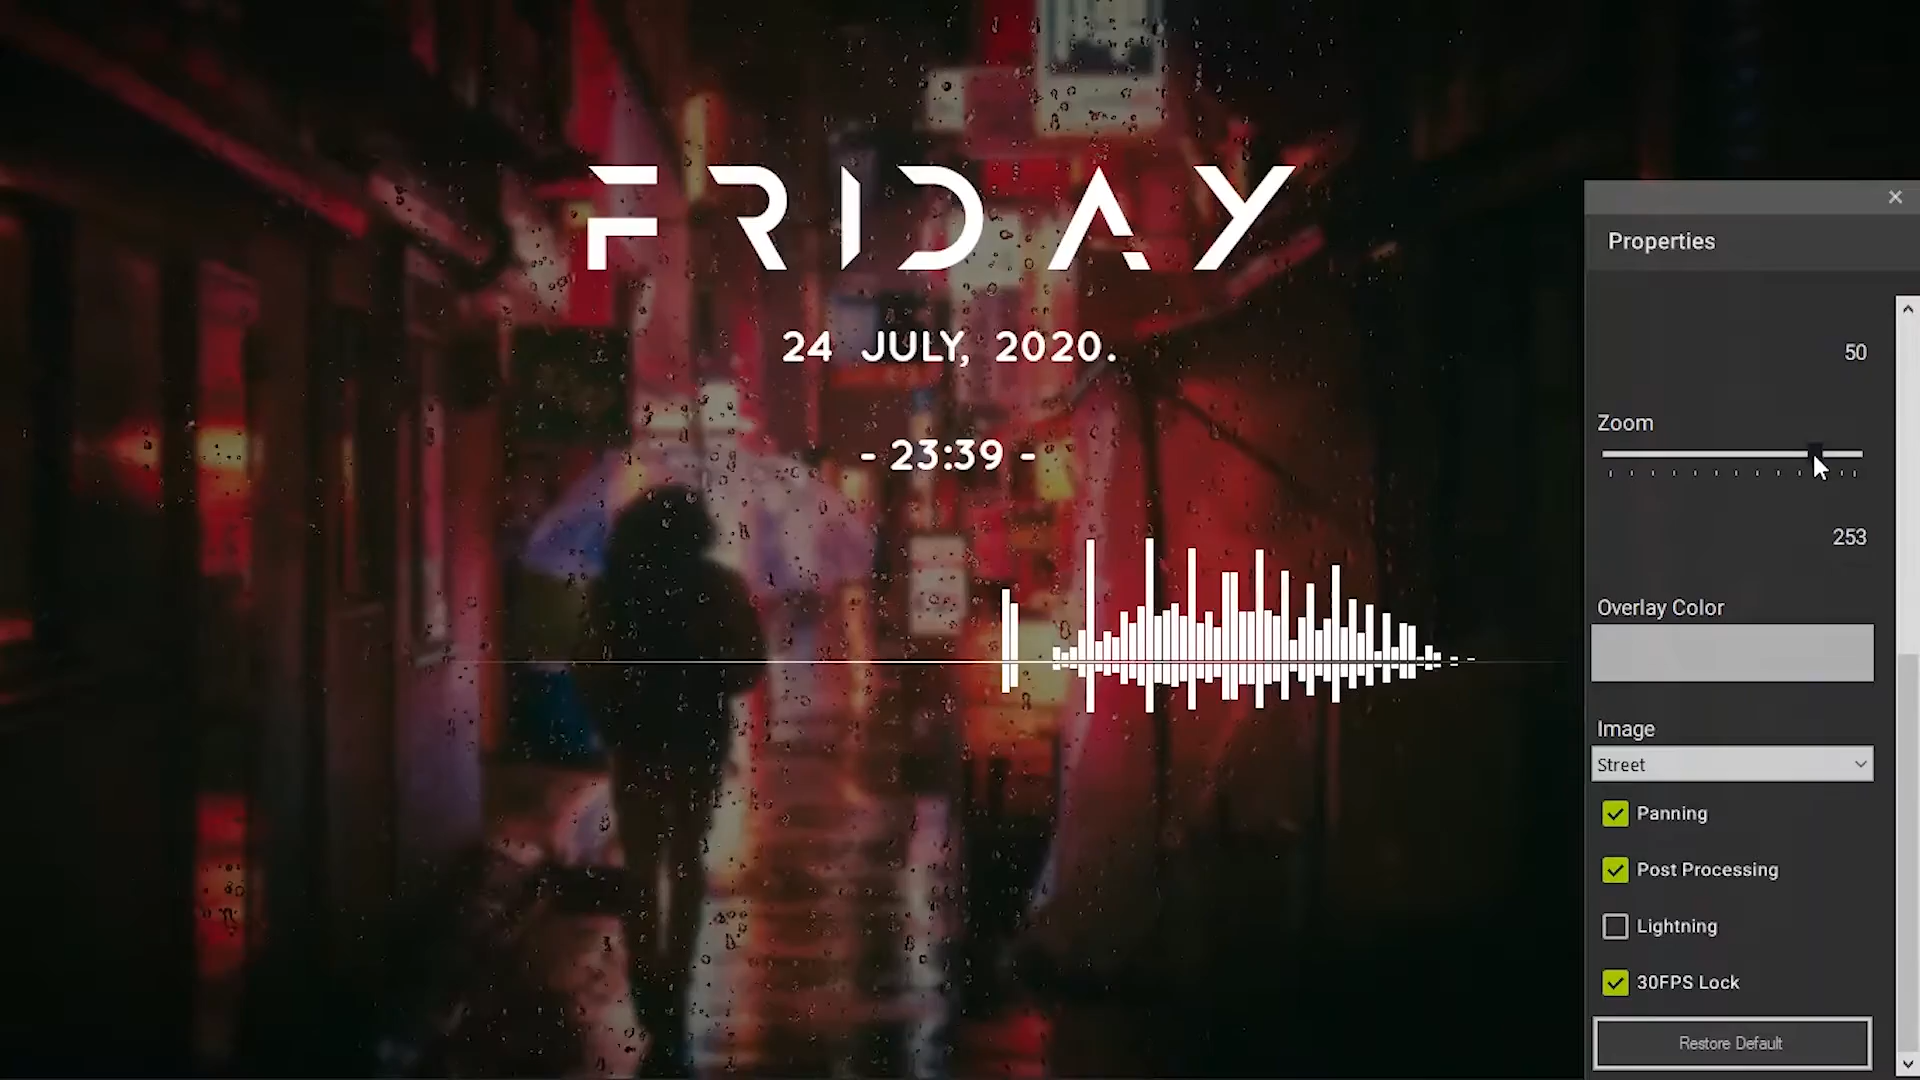 FRIDAY
24 JULY, 2020.
- 23:39 -
Properties
50
Zoom
253
Overlay Color
Image
Street
Panning
Post Processing
Lightning
30FPS Lock
Restore Default